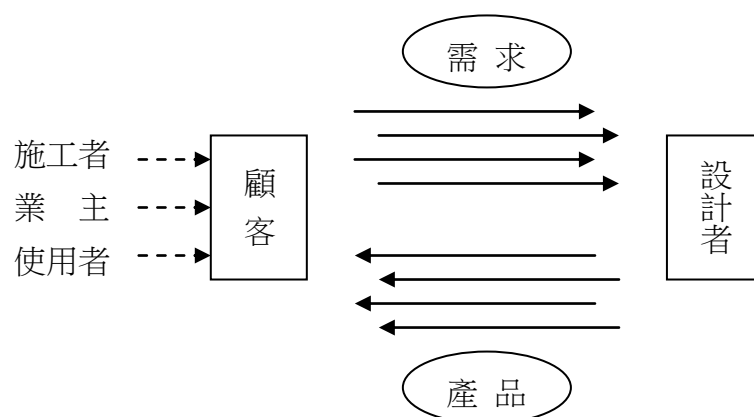 需 求
施工者
業 主
使用者
顧客
設計者
產 品